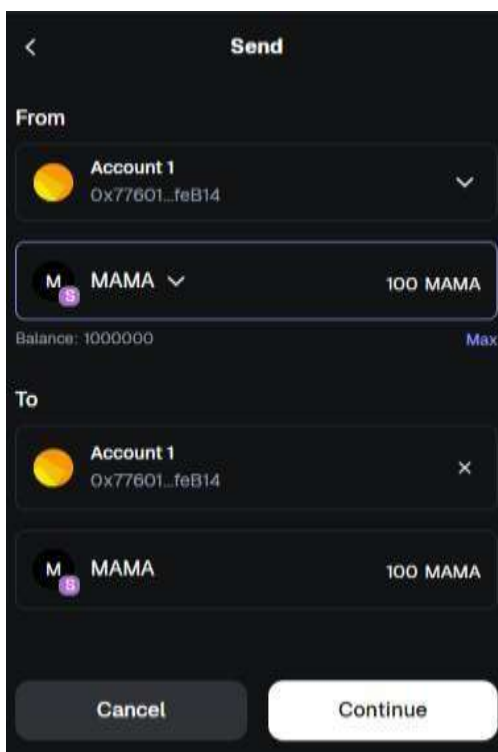 Send
From
Account 1
0x77601...feB14
M S MAMA 100 MAMA
Balance: 1000000 Max
To
Account 1
0x77601...feB14
M S MAMA 100 MAMA
Cancel Continue